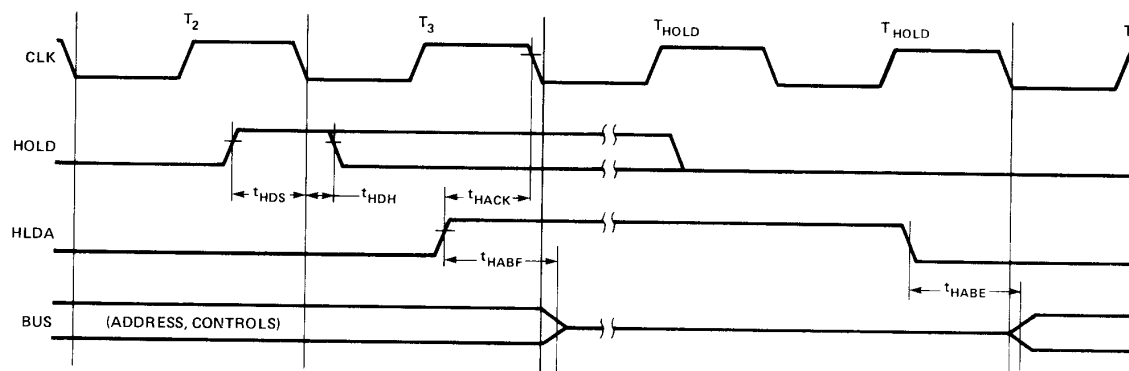 T2 T3 THOLD THOLD T
CLK
HOLD
tHDS tHDH tHACK
HLDA
tHABF
tHABE
BUS (ADDRESS, CONTROLS)